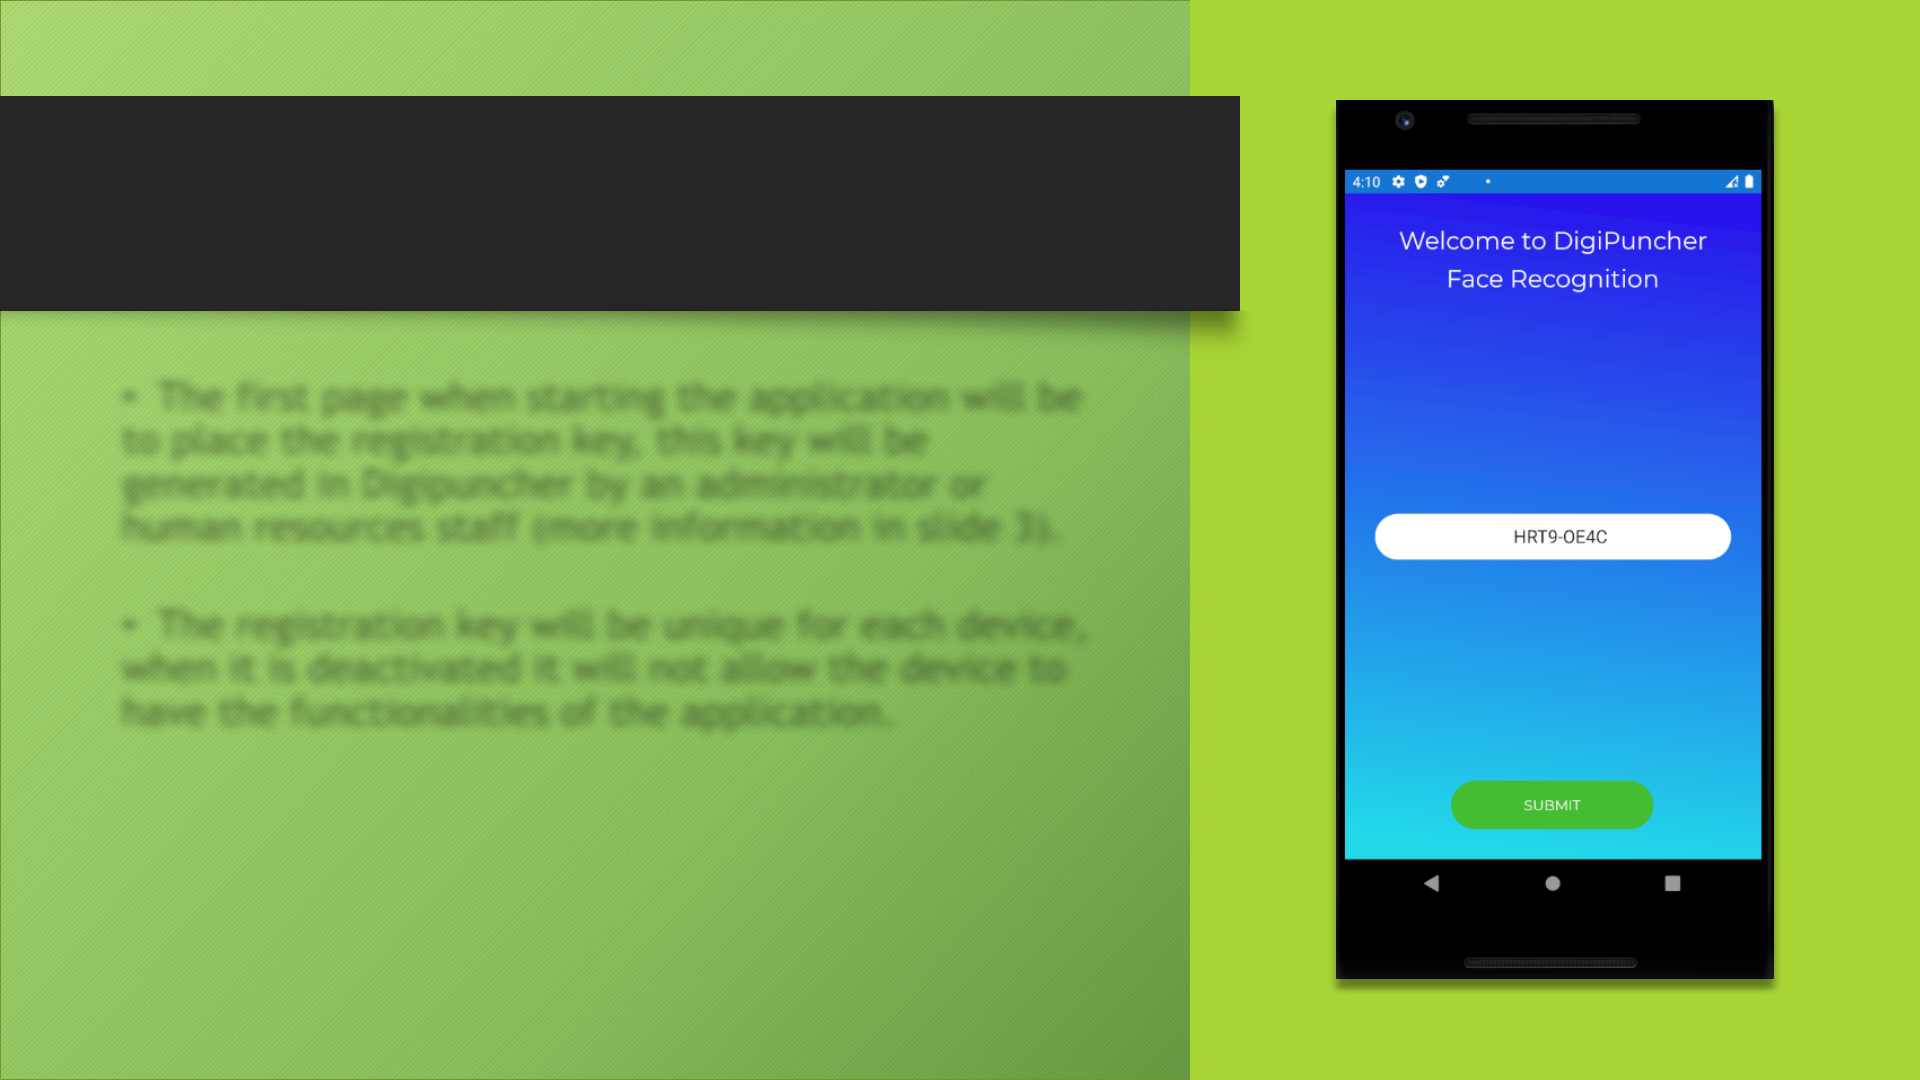 • The first page when starting the application will be
to place the registration key, this key will be
generated in Digipuncher by an administrator or
human resources staff (more information in slide 3).
• The registration key will be unique for each device,
when it is deactivated it will not allow the device to
have the functionalities of the application.
4:10
Welcome to DigiPuncher
Face Recognition
HRT9-OE4C
SUBMIT